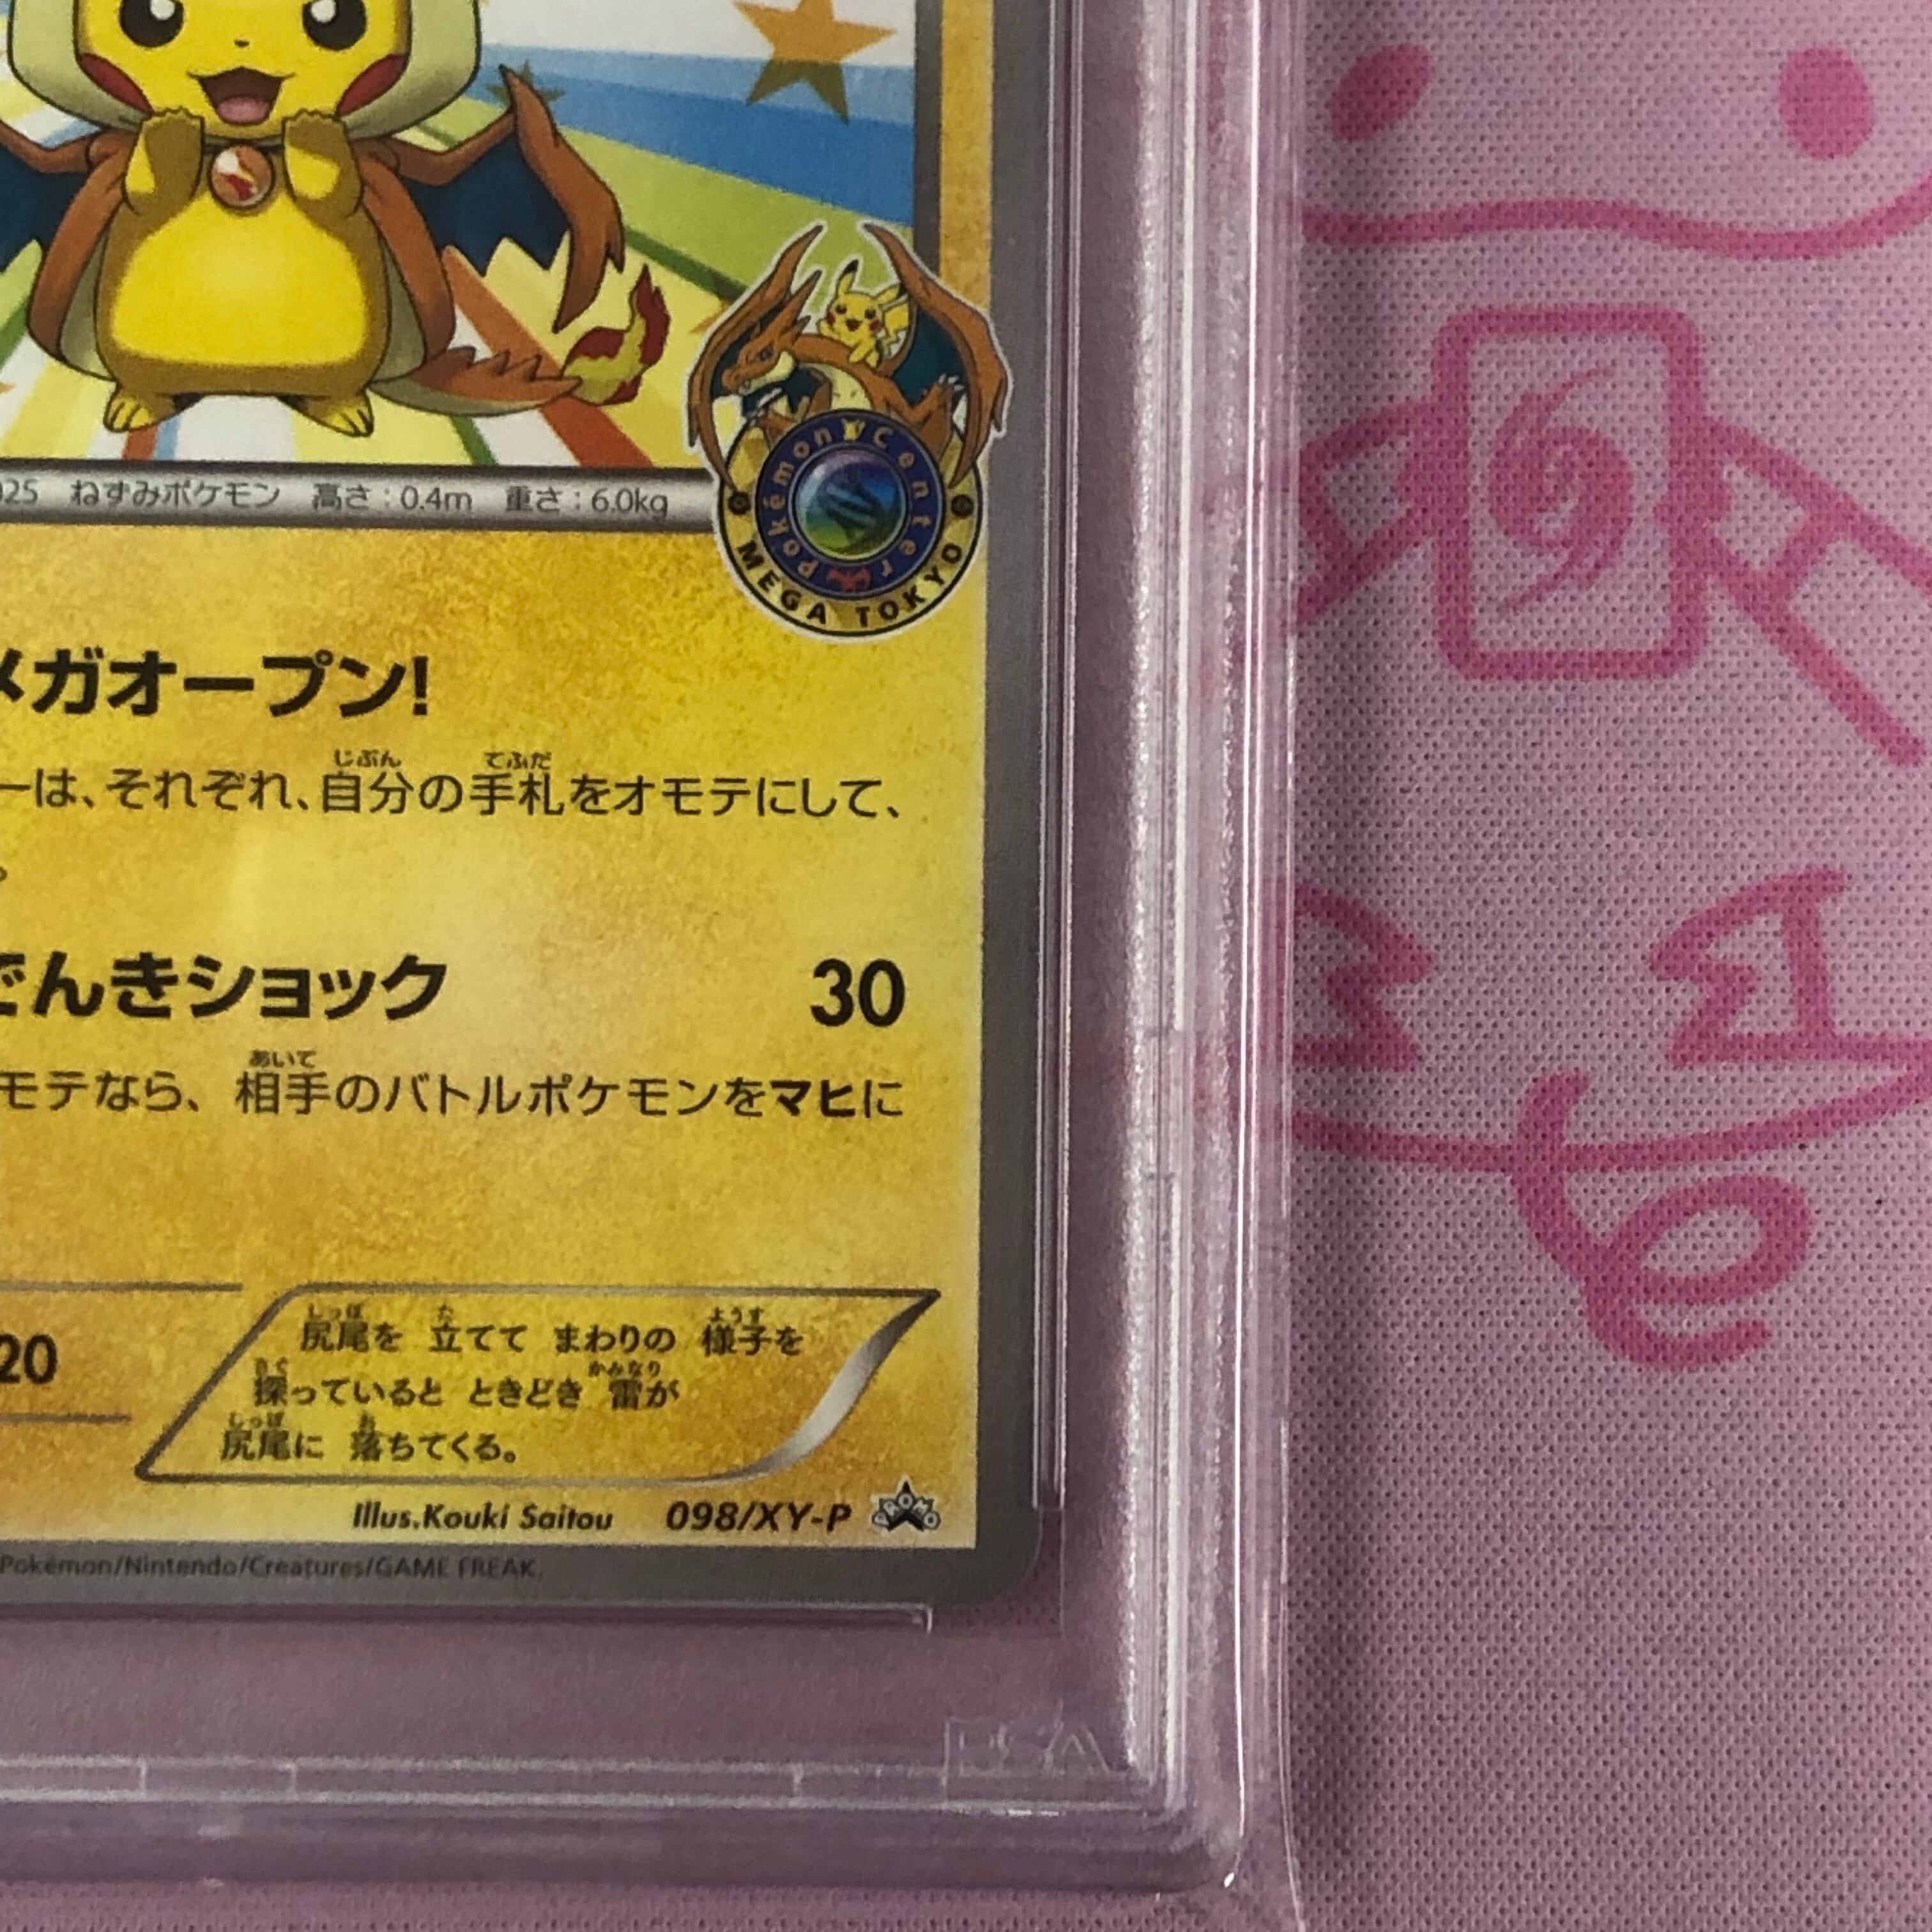 025 ねずみポケモン 高さ：0.4m 重さ：6.0kg
Pokémon Center
MEGA TOKYO
メガオープン!
ーは、それぞれ、自分の手札をオモテにして、
じぶん てふだ
。
でんきショック 30
モテなら、相手のバトルポケモンをマヒに
あいて
20
尻尾を 立てて まわりの 様子を
しっぽ た ようす
探っていると ときどき 雷が
さぐ かみなり
尻尾に 落ちてくる。
しっぽ お
Illus.Kouki Saitou 098/XY-P PROMO
Pokémon/Nintendo/Creatures/GAME FREAK.
PSA